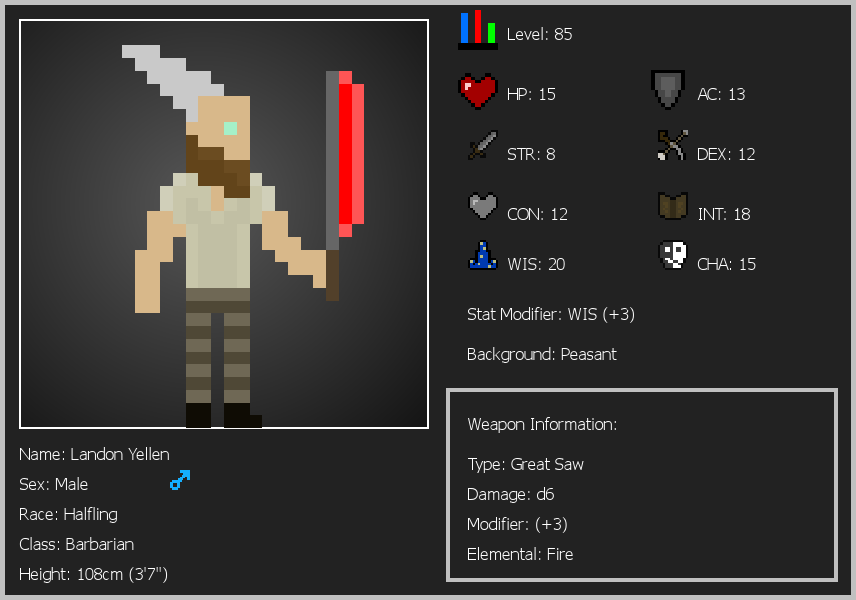 Level: 85
HP: 15
AC: 13
STR: 8
DEX: 12
CON: 12
INT: 18
WIS: 20
CHA: 15
Stat Modifier: WIS (+3)
Background: Peasant
Weapon Information:
Type: Great Saw
Damage: d6
Modifier: (+3)
Elemental: Fire
Name: Landon Yellen
Sex: Male
Race: Halfling
Class: Barbarian
Height: 108cm (3'7")